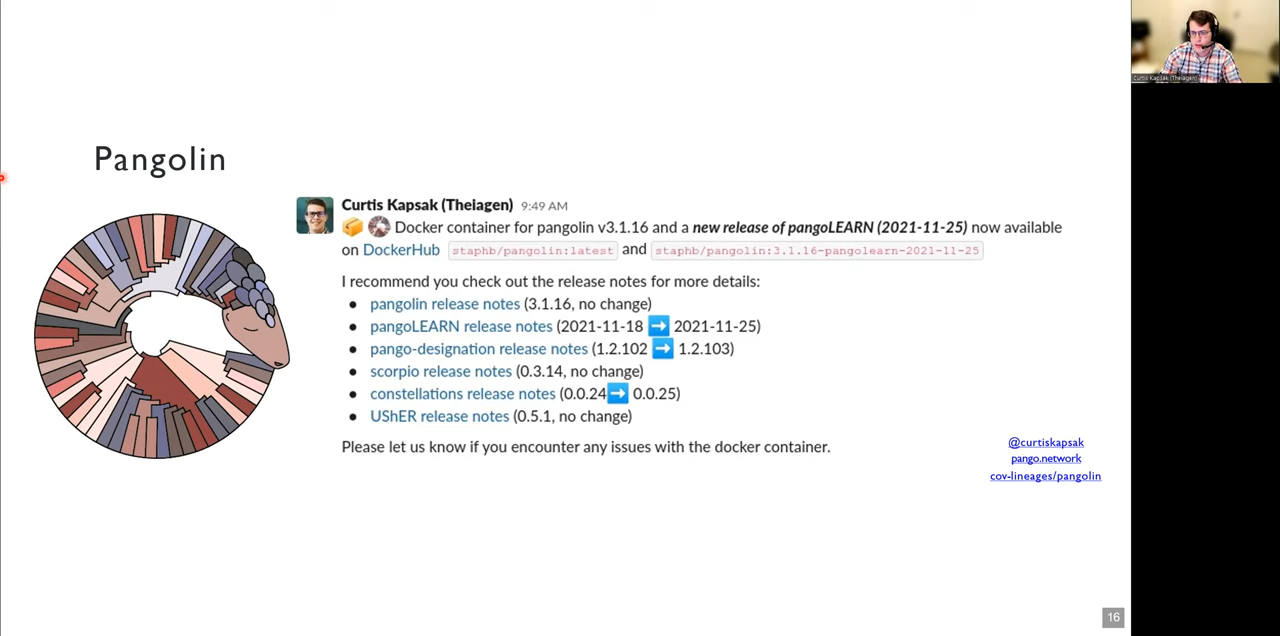 Curtis Kapsak (Theiagen)
Pangolin
Curtis Kapsak (Theiagen) 9:49 AM
Docker container for pangolin v3.1.16 and a new release of pangoLEARN (2021-11-25) now available
on DockerHub staphb/pangolin:latest and staphb/pangolin:3.1.16-pangolearn-2021-11-25
I recommend you check out the release notes for more details:
• pangolin release notes (3.1.16, no change)
• pangoLEARN release notes (2021-11-18 ➡ 2021-11-25)
• pango-designation release notes (1.2.102 ➡ 1.2.103)
• scorpio release notes (0.3.14, no change)
• constellations release notes (0.0.24➡ 0.0.25)
• UShER release notes (0.5.1, no change)
Please let us know if you encounter any issues with the docker container.
@curtiskapsak
pango.network
cov-lineages/pangolin
16